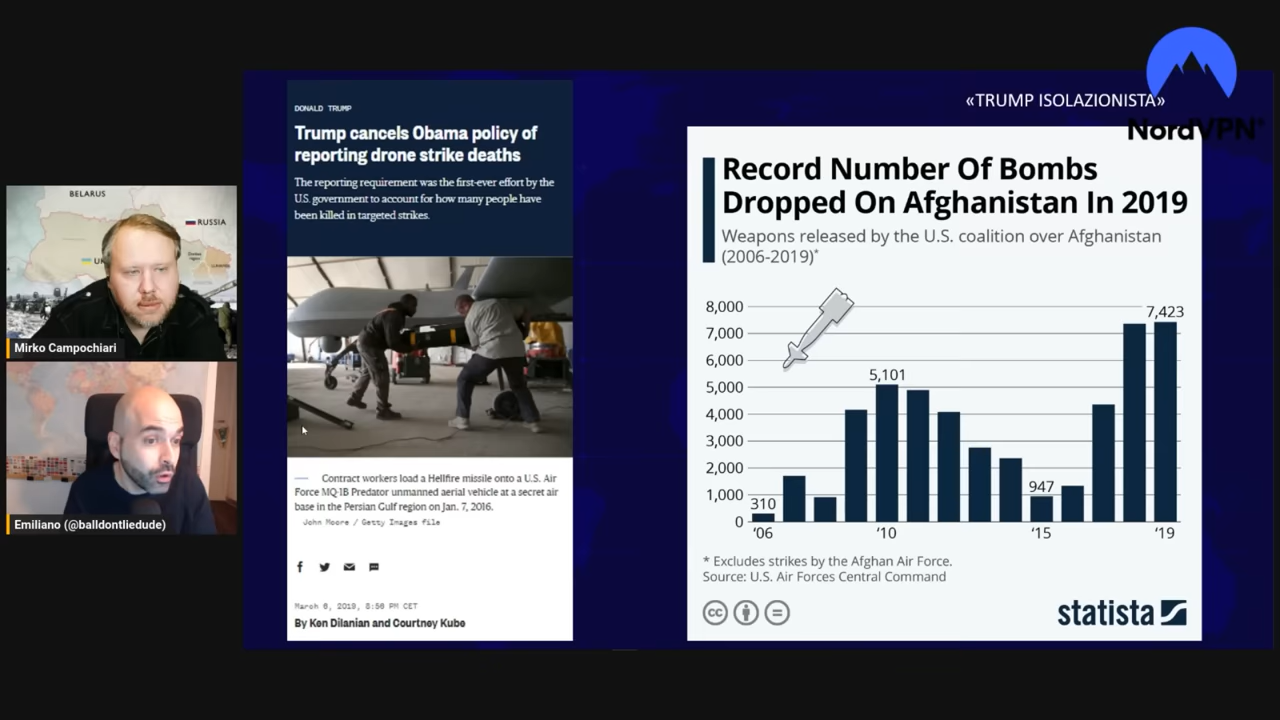 BELARUS
RUSSIA
UK
Mirko Campochiari
Emiliano (@balldontliedude)
DONALD TRUMP
Trump cancels Obama policy of
reporting drone strike deaths
The reporting requirement was the first-ever effort by the
U.S. government to account for how many people have
been killed in targeted strikes.
Contract workers load a Hellfire missile onto a U.S. Air
Force MQ-1B Predator unmanned aerial vehicle at a secret air
base in the Persian Gulf region on Jan. 7, 2016.
John Moore / Getty Images file
March 6, 2019, 8:56 PM CET
By Ken Dilanian and Courtney Kube
«TRUMP ISOLAZIONISTA»
NordVPN®
Record Number Of Bombs
Dropped On Afghanistan In 2019
Weapons released by the U.S. coalition over Afghanistan
(2006-2019)*
8,000
7,000
6,000
5,000
4,000
3,000
2,000
1,000
0
310
5,101
947
7,423
'06
'10
'15
'19
* Excludes strikes by the Afghan Air Force.
Source: U.S. Air Forces Central Command
cc
statista